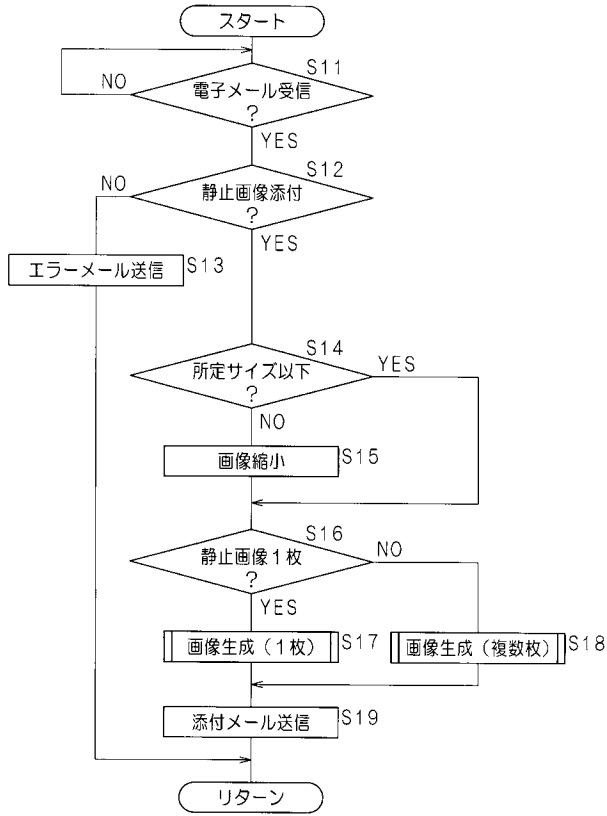 スタート
S11
NO
電子メール受信
?
YES
S12
NO
静止画像添付
?
YES
エラーメール送信
S13
S14
所定サイズ以下
?
YES
NO
画像縮小
S15
S16
静止画像1枚
?
NO
YES
画像生成(1枚)
S17
画像生成(複数枚)
S18
添付メール送信
S19
リターン